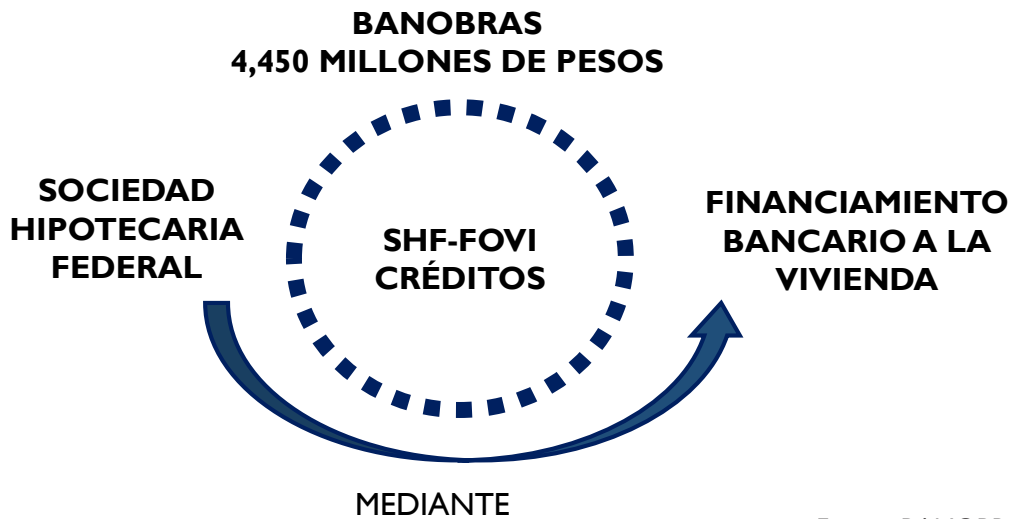 BANOBRAS
4,450 MILLONES DE PESOS
SOCIEDAD
HIPOTECARIA
FEDERAL
SHF-FOVI
CRÉDITOS
FINANCIAMIENTO
BANCARIO A LA
VIVIENDA
MEDIANTE